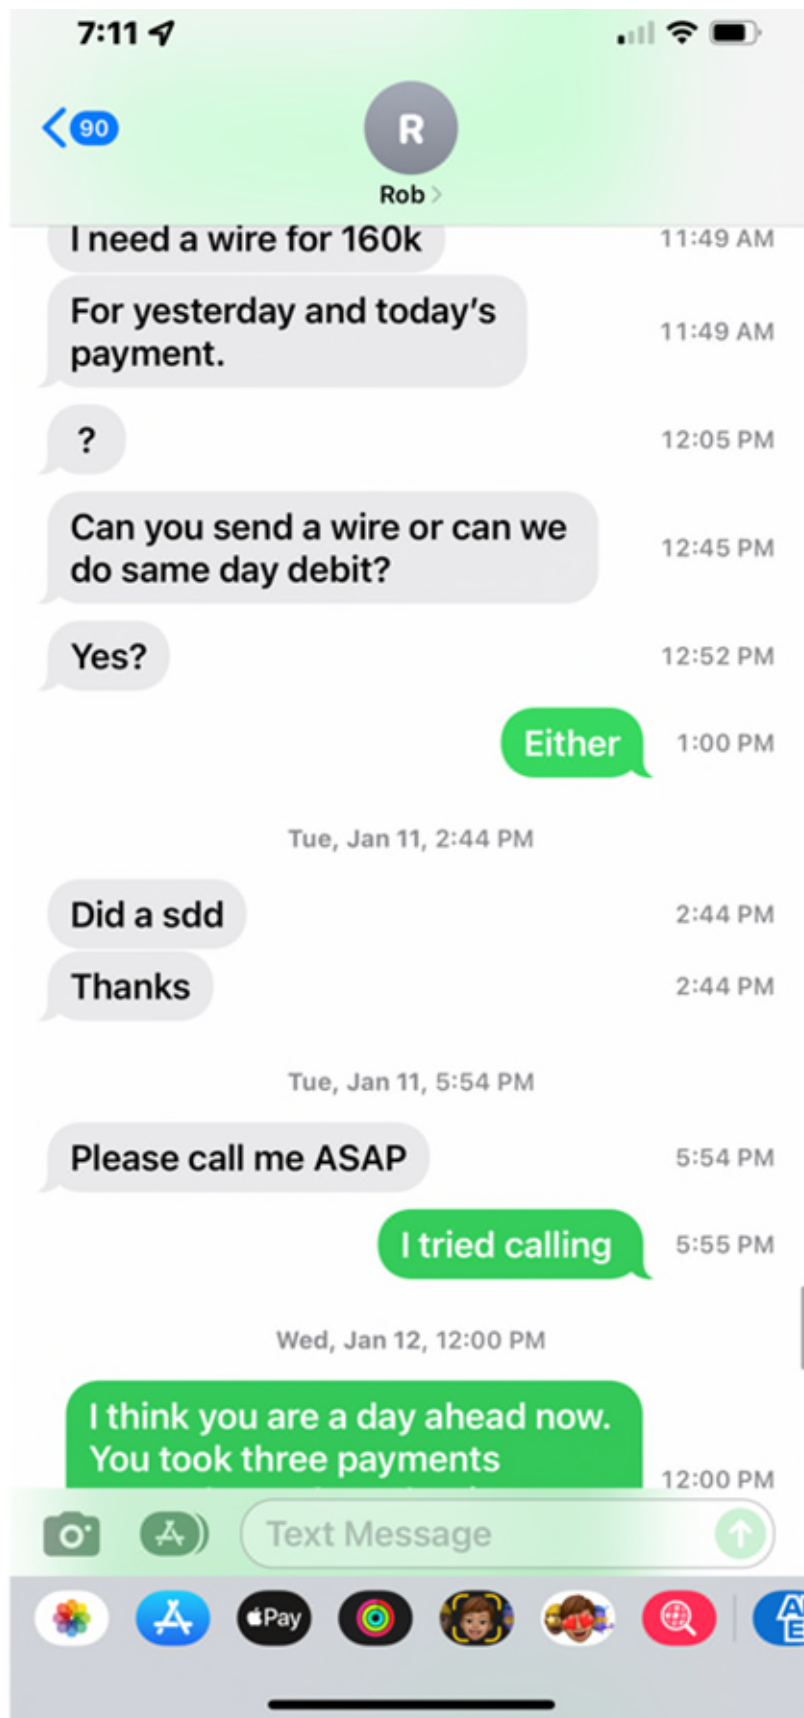 7:11
90
R
Rob
I need a wire for 160k
11:49 AM
For yesterday and today's
payment.
11:49 AM
?
12:05 PM
Can you send a wire or can we
do same day debit?
12:45 PM
Yes?
12:52 PM
Either
1:00 PM
Tue, Jan 11, 2:44 PM
Did a sdd
2:44 PM
Thanks
2:44 PM
Tue, Jan 11, 5:54 PM
Please call me ASAP
5:54 PM
I tried calling
5:55 PM
Wed, Jan 12, 12:00 PM
I think you are a day ahead now.
You took three payments
12:00 PM
Text Message
Pay